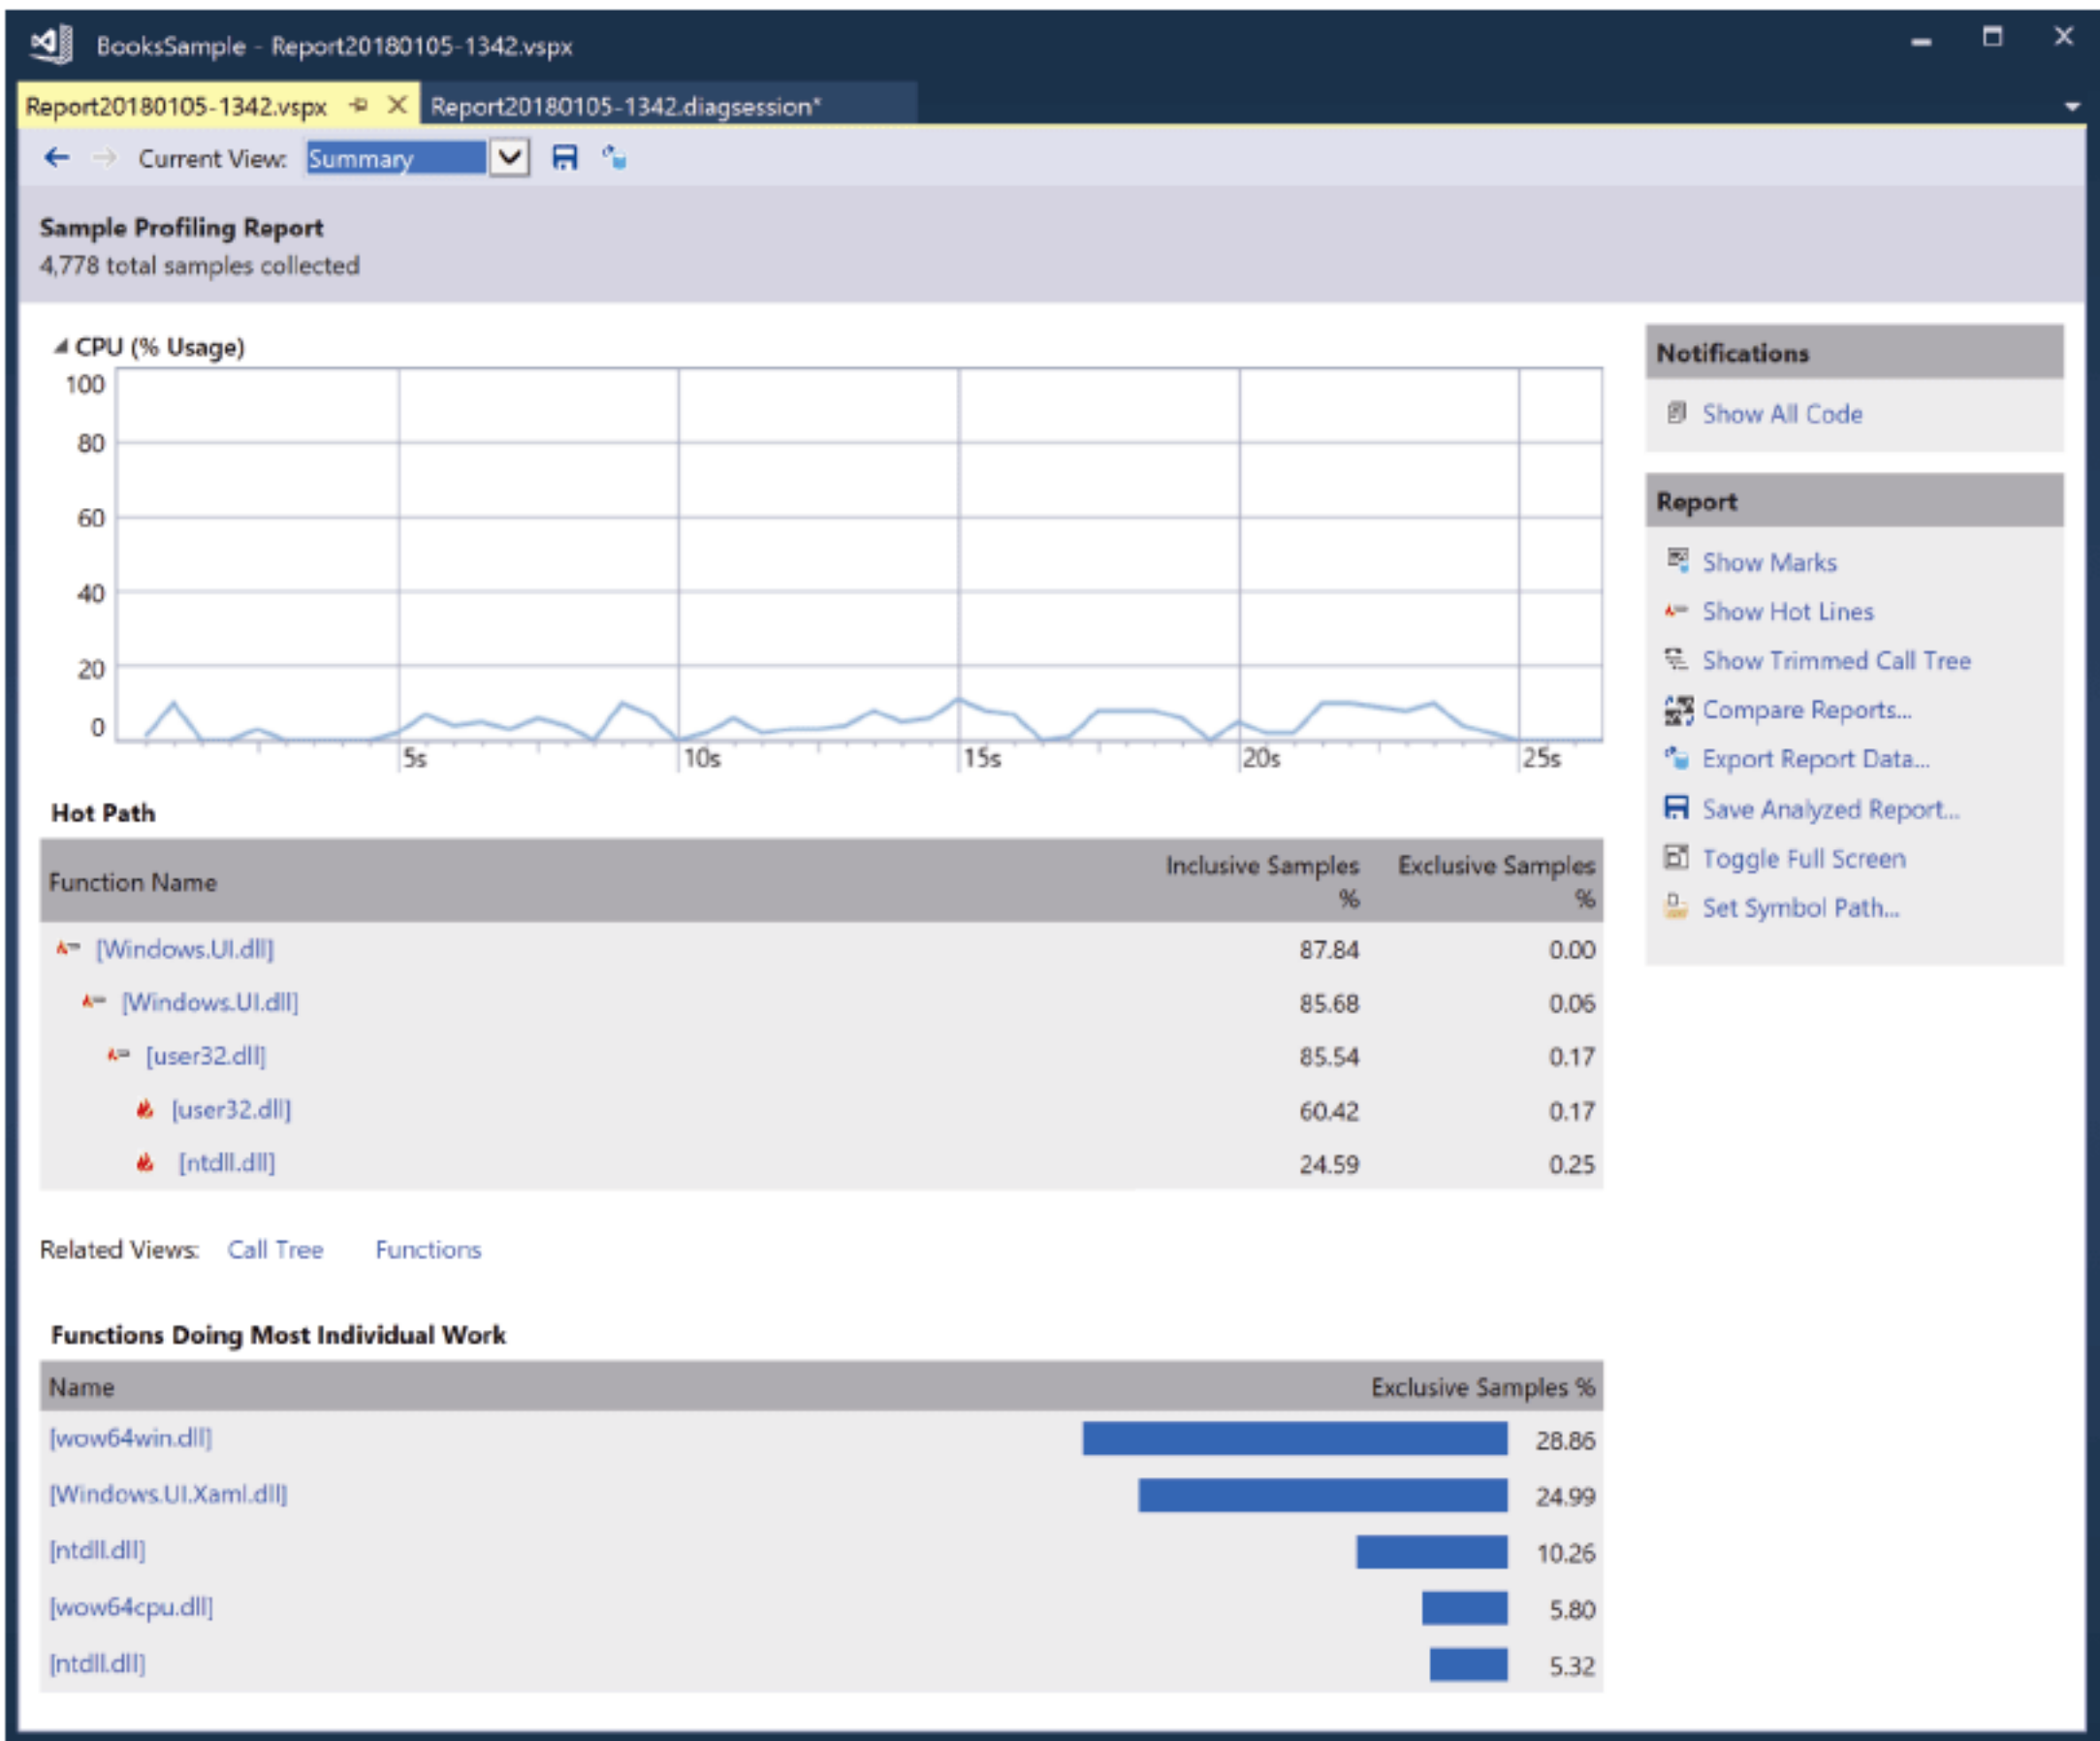 BooksSample - Report20180105-1342.vspx
Report20180105-1342.vspx Report20180105-1342.diagsession*
Current View: Summary
Sample Profiling Report
4,778 total samples collected
CPU (% Usage)
100
80
60
40
20
0
5s 10s 15s 20s 25s
Hot Path
Function Name Inclusive Samples % Exclusive Samples %
[Windows.UI.dll] 87.84 0.00
[Windows.UI.dll] 85.68 0.06
[user32.dll] 85.54 0.17
[user32.dll] 60.42 0.17
[ntdll.dll] 24.59 0.25
Related Views: Call Tree Functions
Functions Doing Most Individual Work
Name Exclusive Samples %
[wow64win.dll] 28.86
[Windows.UI.Xaml.dll] 24.99
[ntdll.dll] 10.26
[wow64cpu.dll] 5.80
[ntdll.dll] 5.32
Notifications
Show All Code
Report
Show Marks
Show Hot Lines
Show Trimmed Call Tree
Compare Reports...
Export Report Data...
Save Analyzed Report...
Toggle Full Screen
Set Symbol Path...